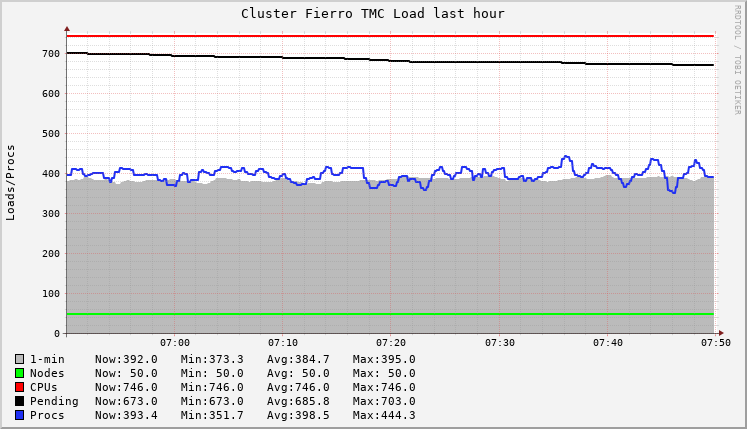 Cluster Fierro TMC Load last hour
RRDTOOL / TOBI OETIKER
Loads/Procs
700
600
500
400
300
200
100
0
07:00 07:10 07:20 07:30 07:40 07:50
1-min Now:392.0 Min:373.3 Avg:384.7 Max:395.0
Nodes Now: 50.0 Min: 50.0 Avg: 50.0 Max: 50.0
CPUs Now:746.0 Min:746.0 Avg:746.0 Max:746.0
Pending Now:673.0 Min:673.0 Avg:685.8 Max:703.0
Procs Now:393.4 Min:351.7 Avg:398.5 Max:444.3